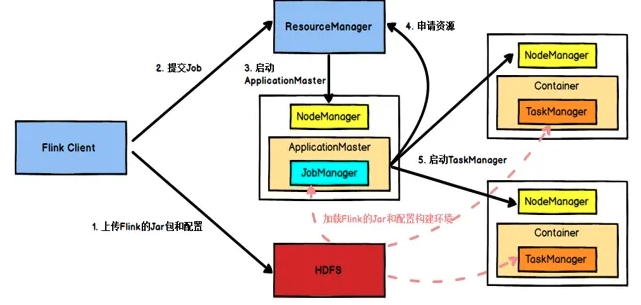 ResourceManager
4. 申请资源
2. 提交Job
3. 启动
ApplicationMaster
NodeManager
Container
TaskManager
NodeManager
ApplicationMaster
JobManager
Flink Client
5. 启动TaskManager
NodeManager
Container
TaskManager
加载Flink的Jar和配置构建环境
1. 上传Flink的Jar包和配置
HDFS